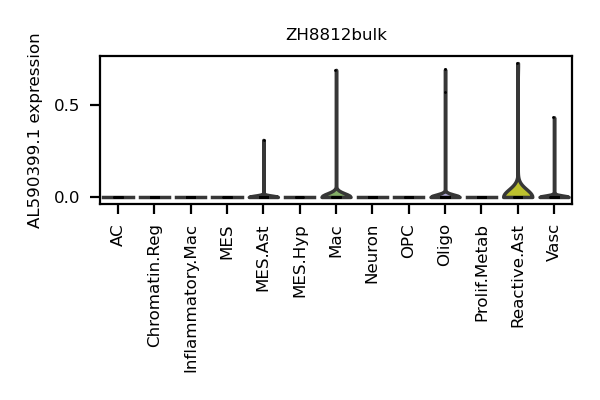 ZH8812bulk
AL590399.1 expression
0.5
0.0
AC
Chromatin.Reg
Inflammatory.Mac
MES
MES.Ast
MES.Hyp
Mac
Neuron
OPC
Oligo
Prolif.Metab
Reactive.Ast
Vasc